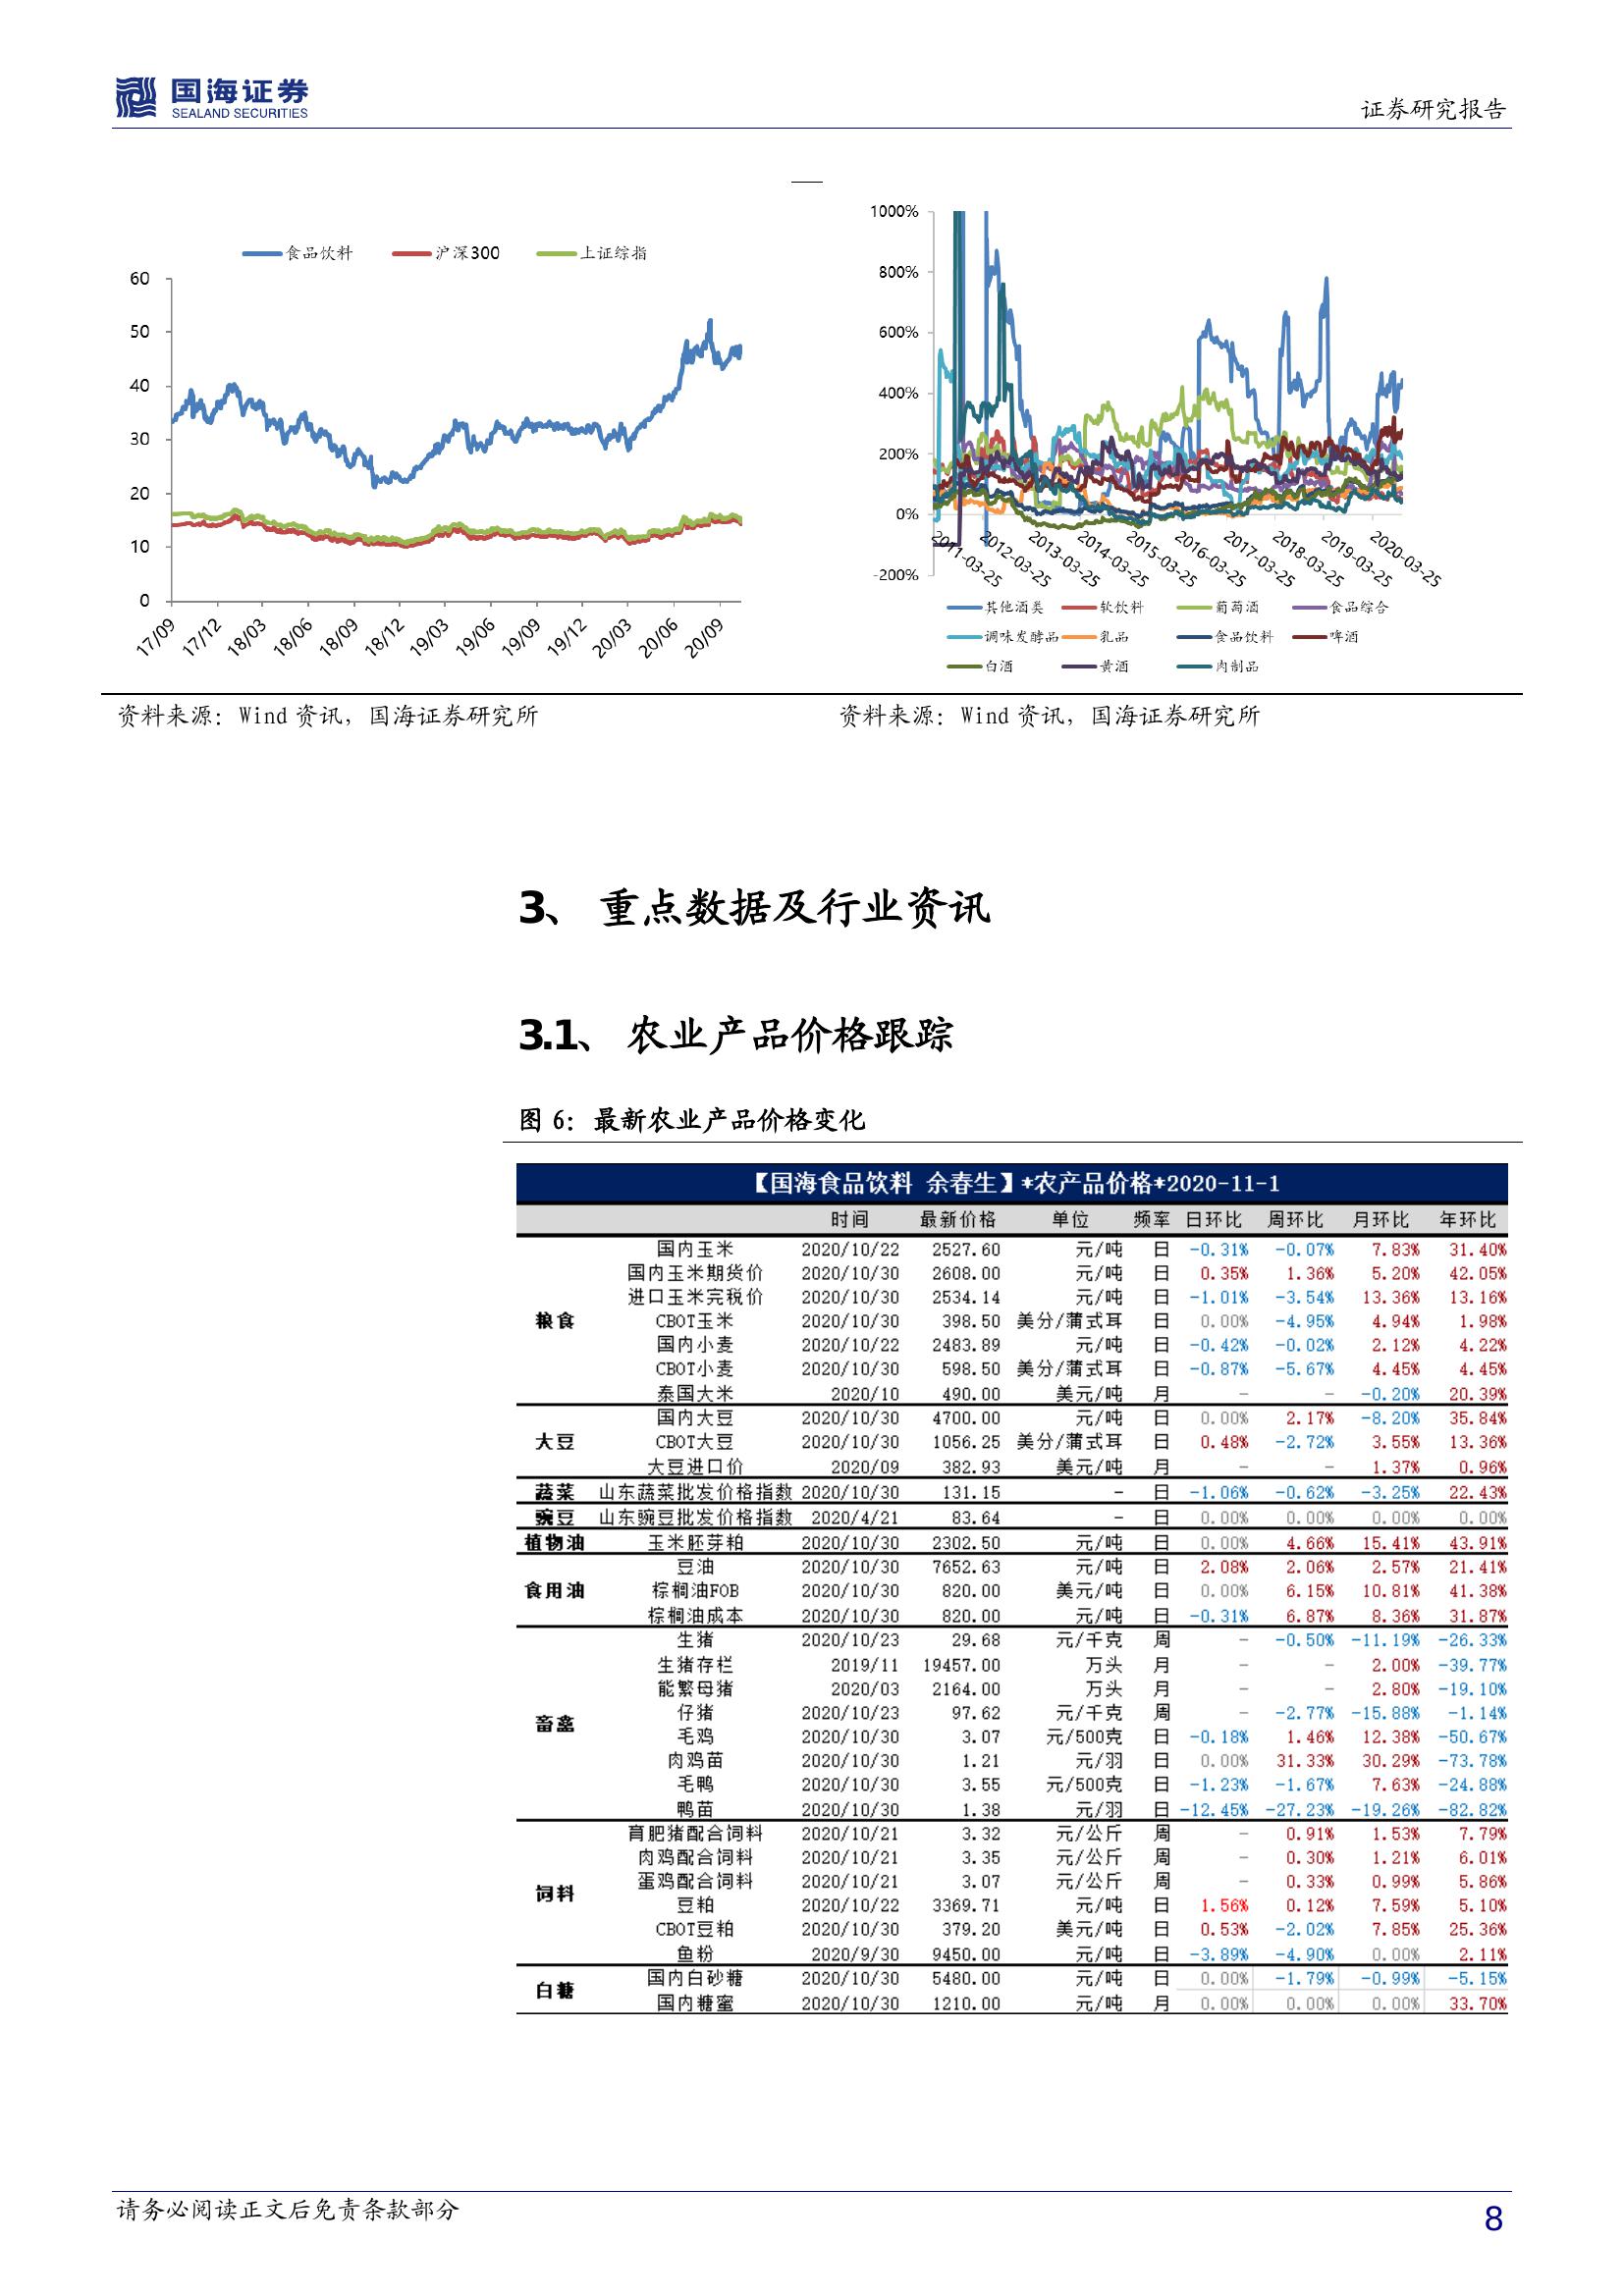 国海证券
SEALAND SECURITIES
证券研究报告
食品饮料 沪深300 上证综指
60
50
40
30
20
10
0
17/09 17/12 18/03 18/06 18/09 18/12 19/03 19/06 19/09 19/12 20/03 20/06 20/09
1000%
800%
600%
400%
200%
0%
-200%
2011-03-25 2012-03-25 2013-03-25 2014-03-25 2015-03-25 2016-03-25 2017-03-25 2018-03-25 2019-03-25 2020-03-25
其他酒类 软饮料 葡萄酒 食品综合
调味发酵品 乳品 食品饮料 啤酒
白酒 黄酒 肉制品
资料来源：Wind 资讯，国海证券研究所
资料来源：Wind 资讯，国海证券研究所
3、 重点数据及行业资讯
3.1、 农业产品价格跟踪
图 6：最新农业产品价格变化
【国海食品饮料 余春生】*农产品价格*2020-11-1
时间 最新价格 单位 频率 日环比 周环比 月环比 年环比
国内玉米 2020/10/22 2527.60 元/吨 日 -0.31% -0.07% 7.83% 31.40%
国内玉米期货价 2020/10/30 2608.00 元/吨 日 0.35% 1.36% 5.20% 42.05%
进口玉米完税价 2020/10/30 2534.14 元/吨 日 -1.01% -3.54% 13.36% 13.16%
粮食 CBOT玉米 2020/10/30 398.50 美分/蒲式耳 日 0.00% -4.95% 4.94% 1.98%
国内小麦 2020/10/22 2483.89 元/吨 日 -0.42% -0.02% 2.12% 4.22%
CBOT小麦 2020/10/30 598.50 美分/蒲式耳 日 -0.87% -5.67% 4.45% 4.45%
泰国大米 2020/10 490.00 美元/吨 月 - - -0.20% 20.39%
国内大豆 2020/10/30 4700.00 元/吨 日 0.00% 2.17% -8.20% 35.84%
大豆 CBOT大豆 2020/10/30 1056.25 美分/蒲式耳 日 0.48% -2.72% 3.55% 13.36%
大豆进口价 2020/09 382.93 美元/吨 月 - - 1.37% 0.96%
蔬菜 山东蔬菜批发价格指数 2020/10/30 131.15 - 日 -1.06% -0.62% -3.25% 22.43%
豌豆 山东豌豆批发价格指数 2020/4/21 83.64 - 日 0.00% 0.00% 0.00% 0.00%
植物油 玉米胚芽粕 2020/10/30 2302.50 元/吨 日 0.00% 4.66% 15.41% 43.91%
豆油 2020/10/30 7652.63 元/吨 日 2.08% 2.06% 2.57% 21.41%
食用油 棕榈油FOB 2020/10/30 820.00 美元/吨 日 0.00% 6.15% 10.81% 41.38%
棕榈油成本 2020/10/30 820.00 元/吨 日 -0.31% 6.87% 8.36% 31.87%
生猪 2020/10/23 29.68 元/千克 周 - -0.50% -11.19% -26.33%
生猪存栏 2019/11 19457.00 万头 月 - - 2.00% -39.77%
能繁母猪 2020/03 2164.00 万头 月 - - 2.80% -19.10%
仔猪 2020/10/23 97.62 元/千克 周 - -2.77% -15.88% -1.14%
畜禽 毛鸡 2020/10/30 3.07 元/500克 日 -0.18% 1.46% 12.38% -50.67%
肉鸡苗 2020/10/30 1.21 元/羽 日 0.00% 31.33% 30.29% -73.78%
毛鸭 2020/10/30 3.55 元/500克 日 -1.23% -1.67% 7.63% -24.88%
鸭苗 2020/10/30 1.38 元/羽 日 -12.45% -27.23% -19.26% -82.82%
育肥猪配合饲料 2020/10/21 3.32 元/公斤 周 - 0.91% 1.53% 7.79%
肉鸡配合饲料 2020/10/21 3.35 元/公斤 周 - 0.30% 1.21% 6.01%
蛋鸡配合饲料 2020/10/21 3.07 元/公斤 周 - 0.33% 0.99% 5.86%
饲料 豆粕 2020/10/22 3369.71 元/吨 日 1.56% 0.12% 7.59% 5.10%
CBOT豆粕 2020/10/30 379.20 美元/吨 日 0.53% -2.02% 7.85% 25.36%
鱼粉 2020/9/30 9450.00 元/吨 日 -3.89% -4.90% 0.00% 2.11%
白糖 国内白砂糖 2020/10/30 5480.00 元/吨 日 0.00% -1.79% -0.99% -5.15%
国内糖蜜 2020/10/30 1210.00 元/吨 月 0.00% 0.00% 0.00% 33.70%
请务必阅读正文后免责条款部分
8